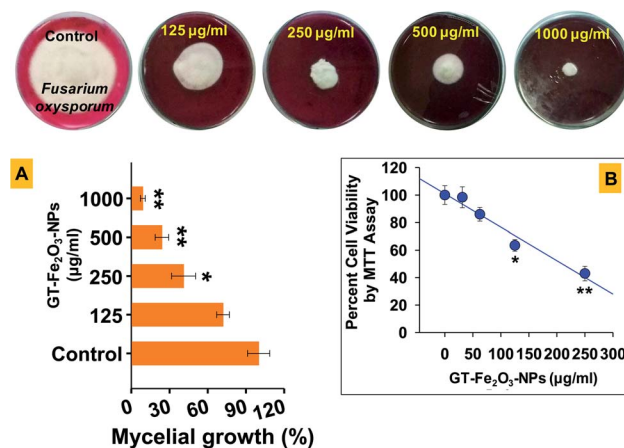 Control
Fusarium
oxysporum
125 µg/ml
250 µg/ml
500 µg/ml
1000 µg/ml
A
GT-Fe₂O₃-NPs
(µg/ml)
1000
**
500
**
250
*
125
Control
0 30 60 90 120
Mycelial growth (%)
B
Percent Cell Viability
by MTT Assay
120
100
80
60
40
20
0
*
**
0 50 100 150 200 250 300
GT-Fe₂O₃-NPs (µg/ml)